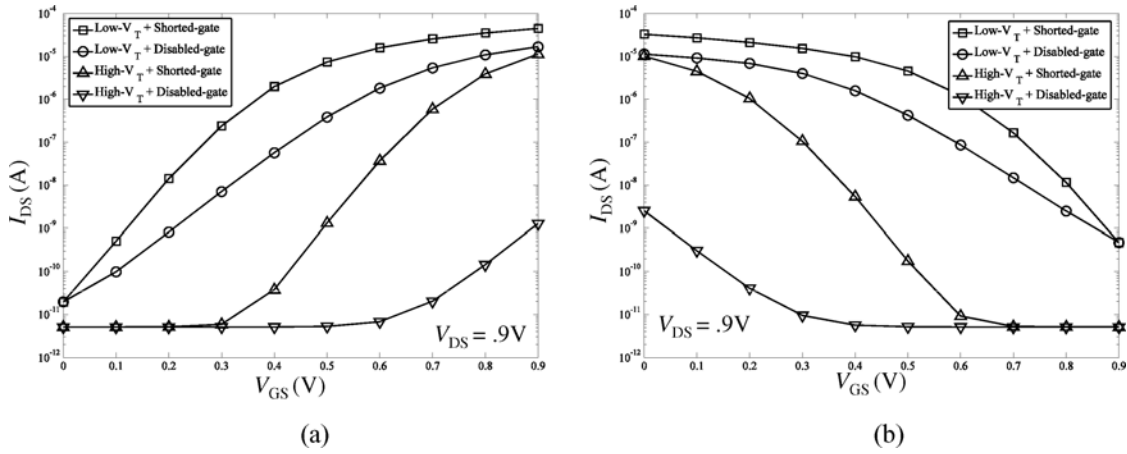 10^-4
10^-5
10^-6
10^-7
10^-8
10^-9
10^-10
10^-11
10^-12
I_DS (A)
Low-V_T + Shorted-gate
Low-V_T + Disabled-gate
High-V_T + Shorted-gate
High-V_T + Disabled-gate
V_DS = .9V
0 0.1 0.2 0.3 0.4 0.5 0.6 0.7 0.8 0.9
V_GS (V)
(a)
10^-4
10^-5
10^-6
10^-7
10^-8
10^-9
10^-10
10^-11
10^-12
I_DS (A)
Low-V_T + Shorted-gate
Low-V_T + Disabled-gate
High-V_T + Shorted-gate
High-V_T + Disabled-gate
V_DS = .9V
0 0.1 0.2 0.3 0.4 0.5 0.6 0.7 0.8 0.9
V_GS (V)
(b)